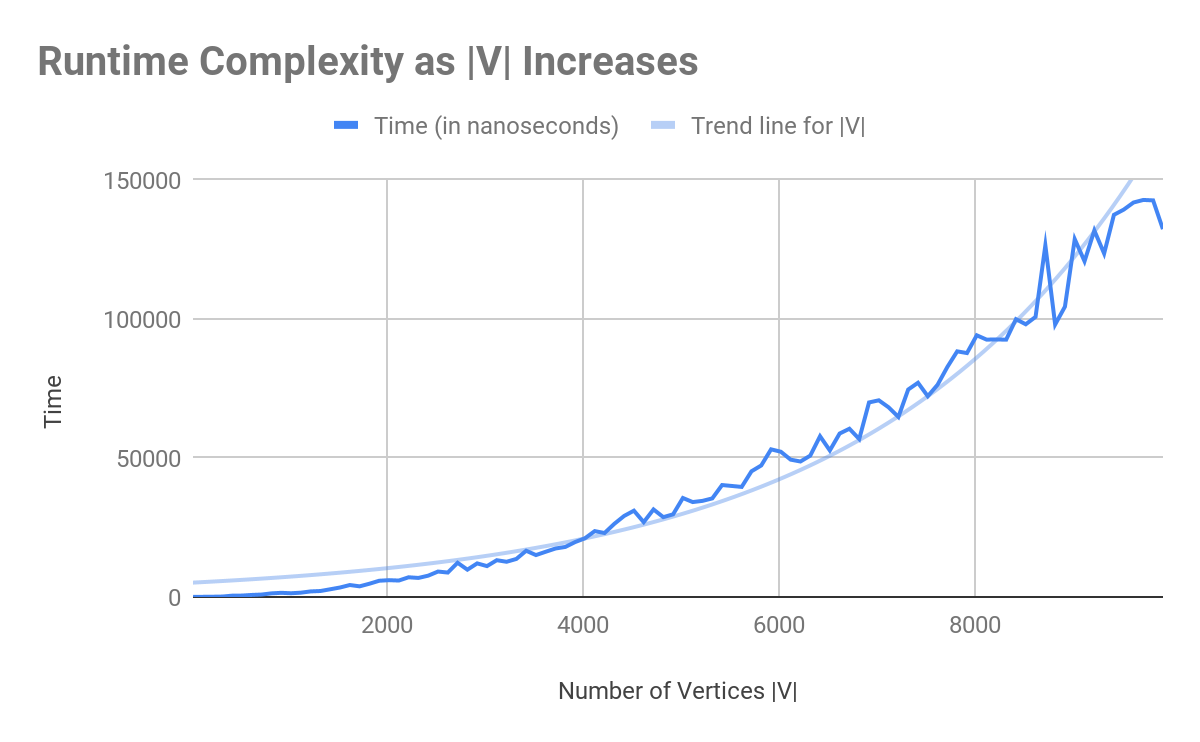 Runtime Complexity as |V| Increases
Time (in nanoseconds) Trend line for |V|
150000
100000
50000
0
Time
2000 4000 6000 8000
Number of Vertices |V|